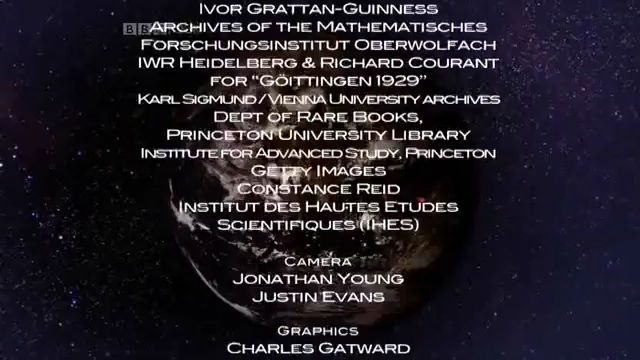 Ivor Grattan-Guinness
BBC
Archives of the Mathematisches
Forschungsinstitut Oberwolfach
IWR Heidelberg & Richard Courant
for "Göittingen 1929"
Karl Sigmund / Vienna University archives
Dept of Rare Books,
Princeton University Library
Institute for Advanced Study, Princeton
Getty Images
Constance Reid
Institut des Hautes Etudes
Scientifiques (IHES)
Camera
Jonathan Young
Justin Evans
Graphics
Charles Gatward